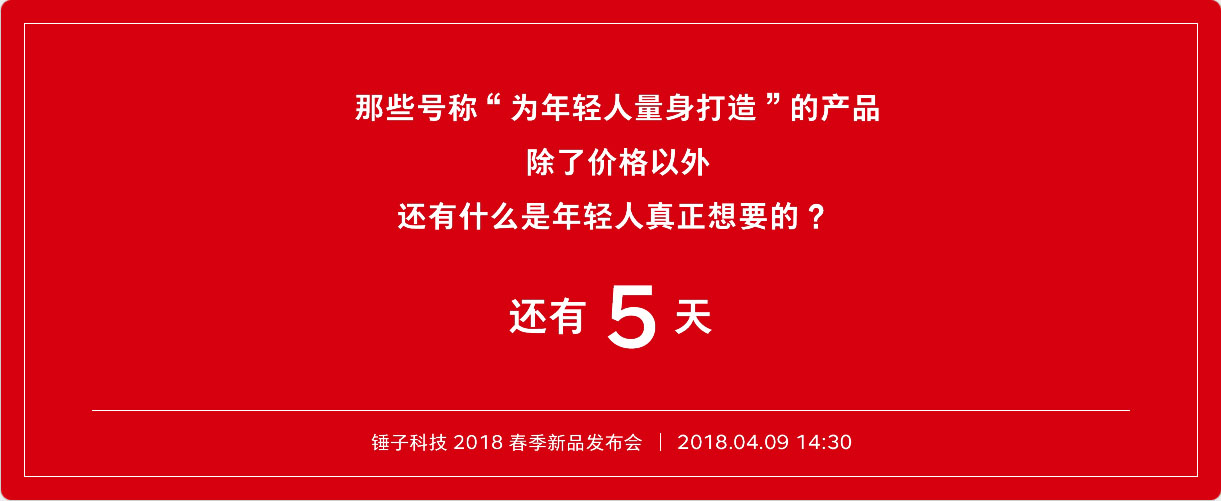 那些号称“为年轻人量身打造”的产品
除了价格以外
还有什么是年轻人真正想要的？
还有 5 天
锤子科技 2018 春季新品发布会 | 2018.04.09 14:30